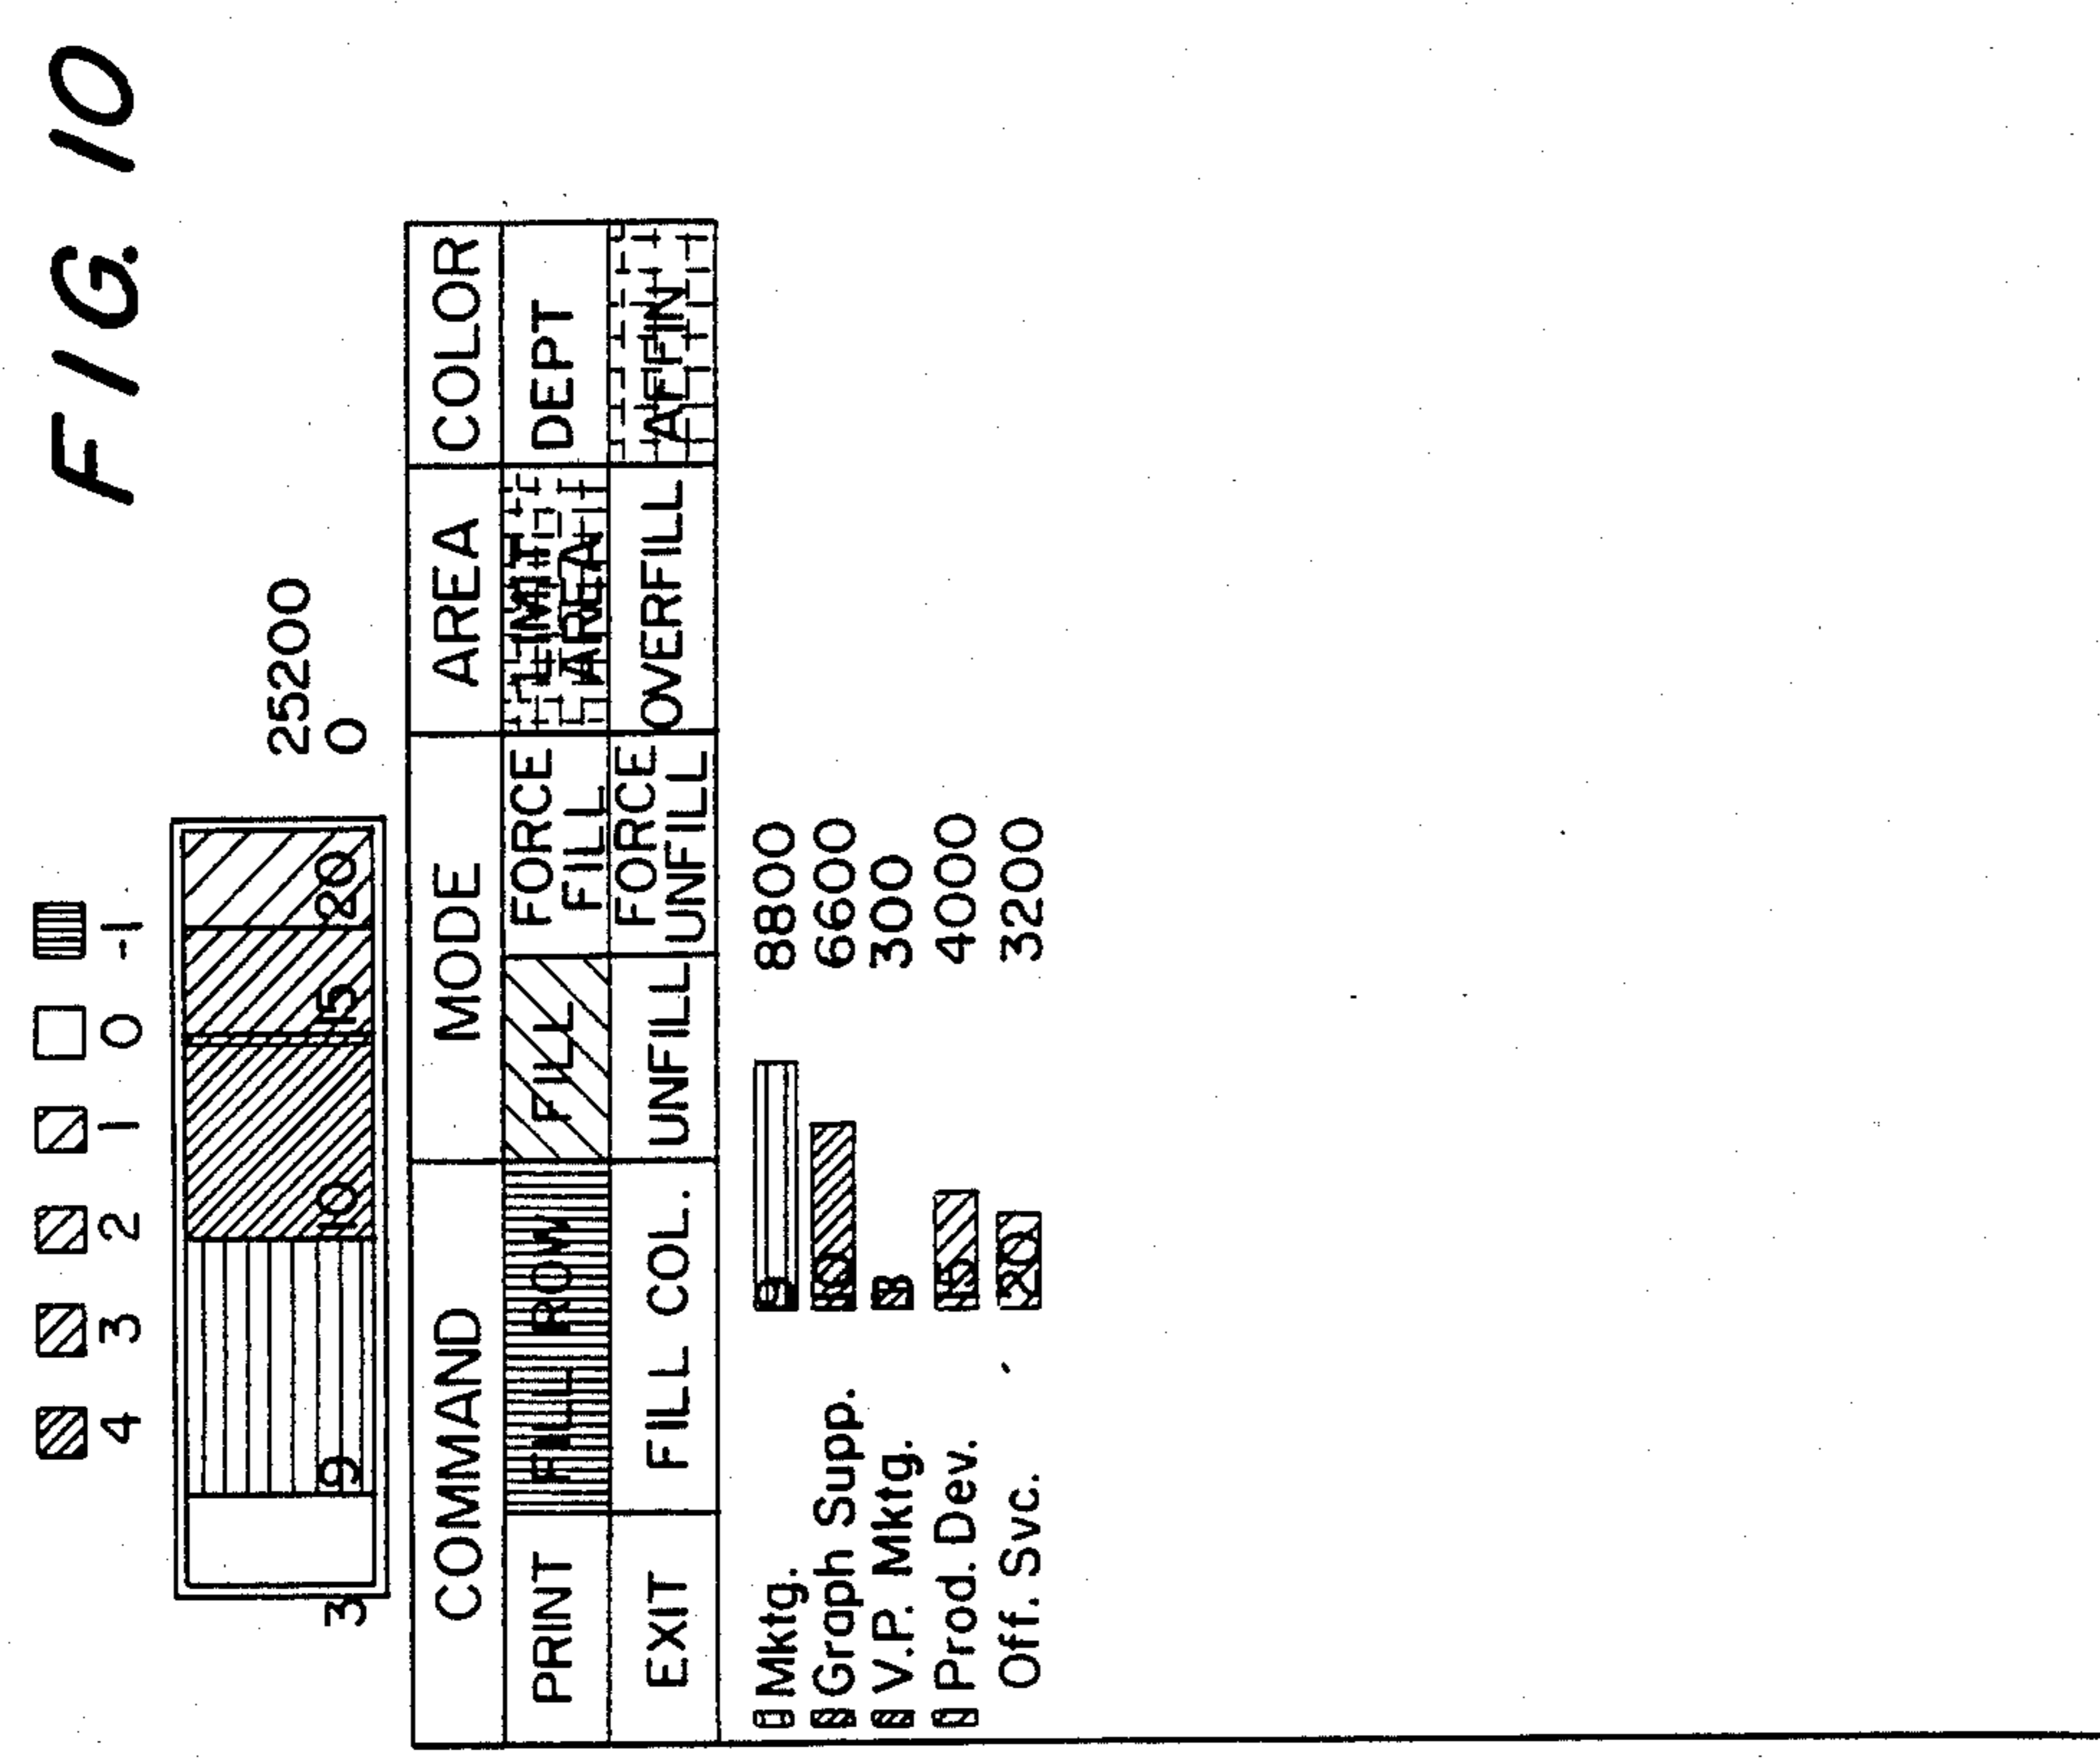 FIG. 10
4 3 2 1 0 -1
25200
3 9 10 15 20 0
COMMAND MODE AREA COLOR
PRINT FILL ROW FILL FORCE FILL LIMIT AREA DEPT
EXIT FILL COL. UNFILL FORCE UNFILL OVERFILL AFFIN
Mktg. 9 8800
Graph Supp. 6600
V.P. Mktg. 300
Prod. Dev. 15 4000
Off. Svc. 20 3200